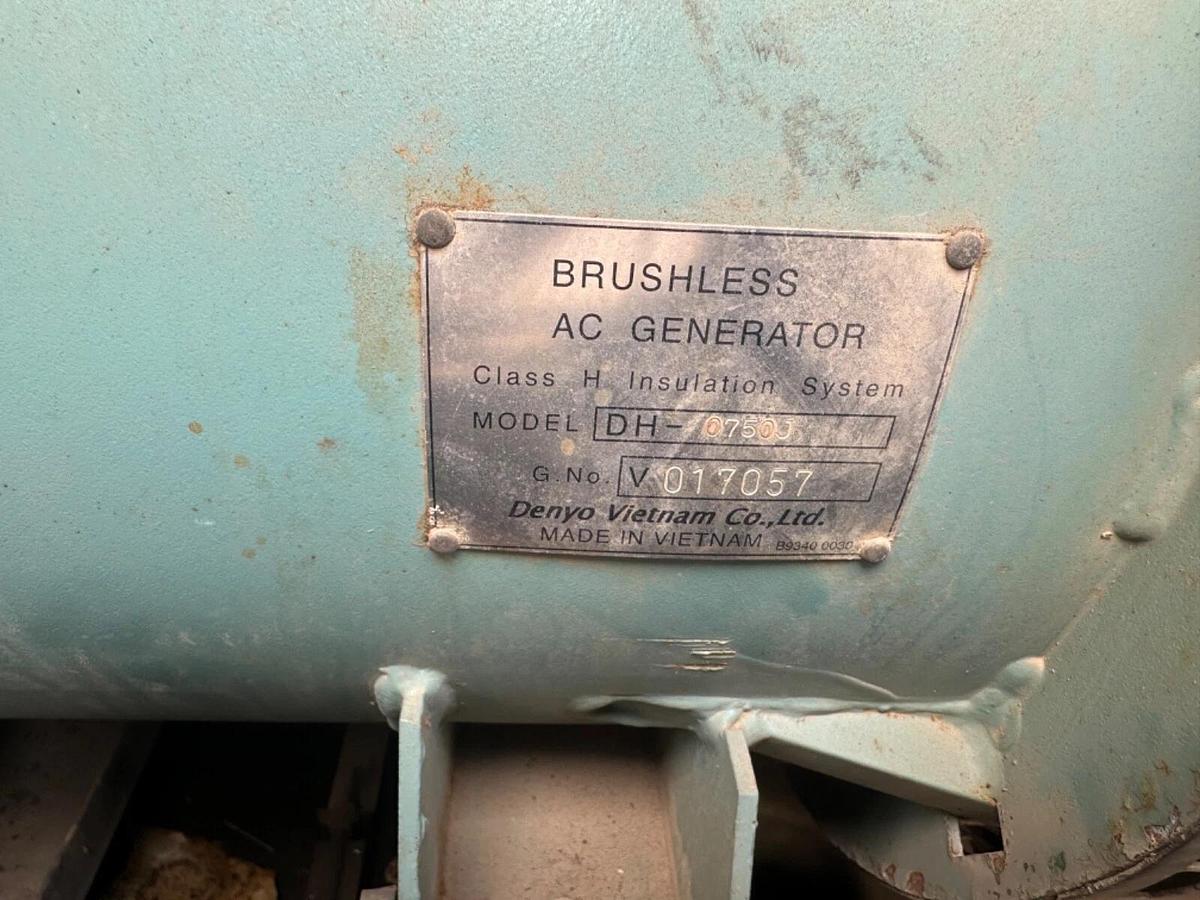 BRUSHLESS
AC GENERATOR
Class H Insulation System
MODEL DH- 0750J
G.No. V 017057
Denyo Vietnam Co.,Ltd.
MADE IN VIETNAM B9340 0030